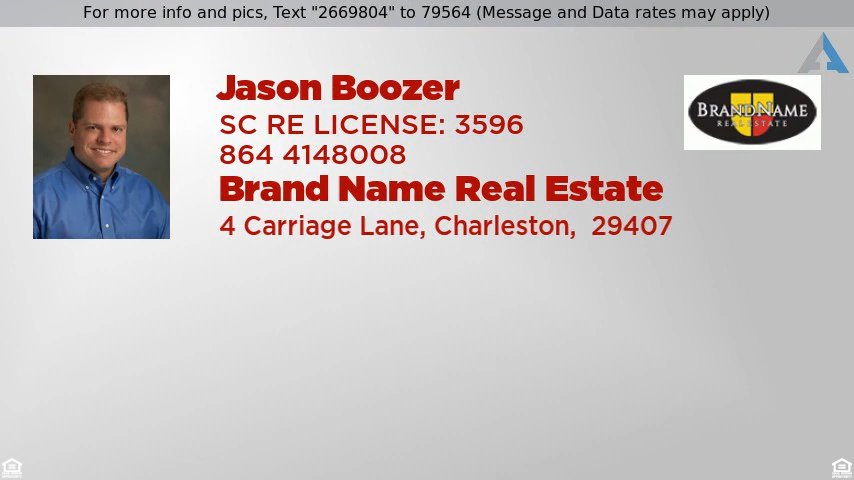 For more info and pics, Text "2669804" to 79564 (Message and Data rates may apply)
Jason Boozer
SC RE LICENSE: 3596
864 4148008
Brand Name Real Estate
4 Carriage Lane, Charleston,  29407
BRANDNAME
REAL ESTATE